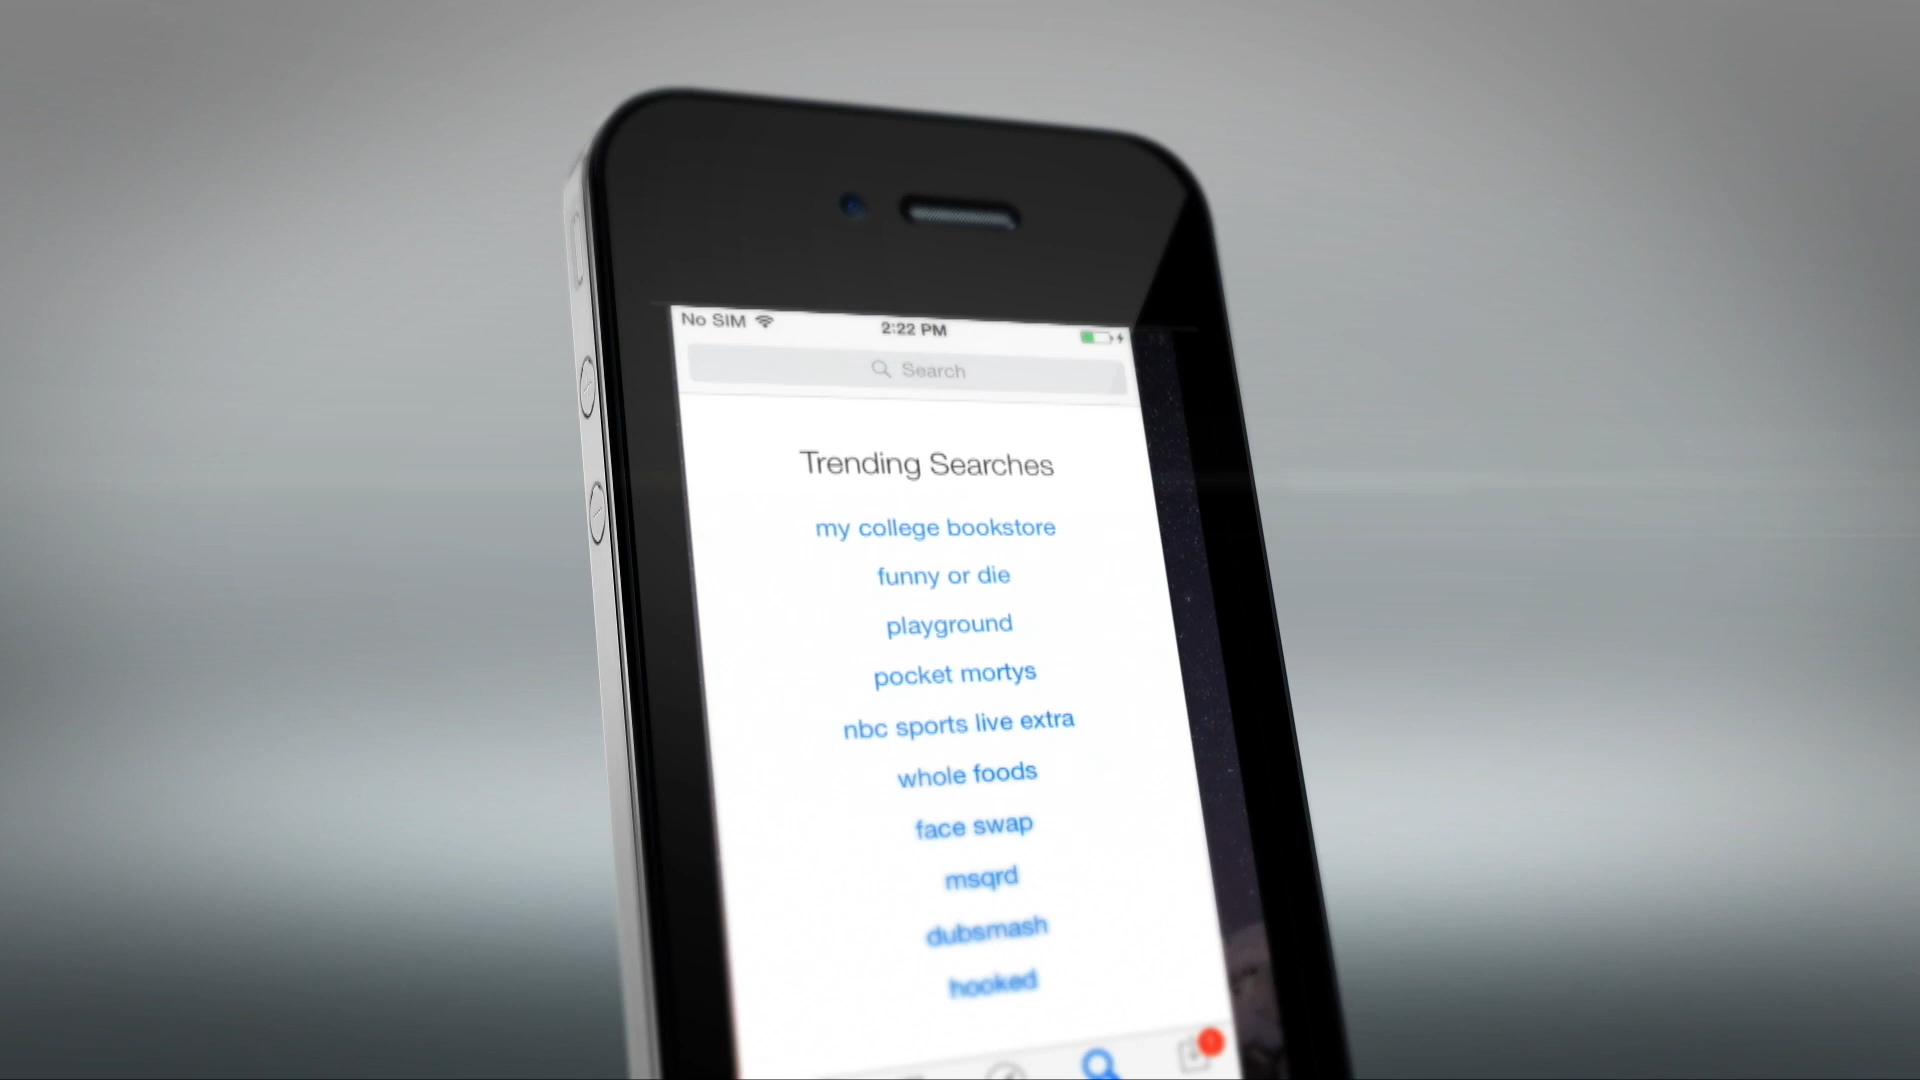 No SIM 2:22 PM
Search
Trending Searches
my college bookstore
funny or die
playground
pocket mortys
nbc sports live extra
whole foods
face swap
msqrd
dubsmash
hooked